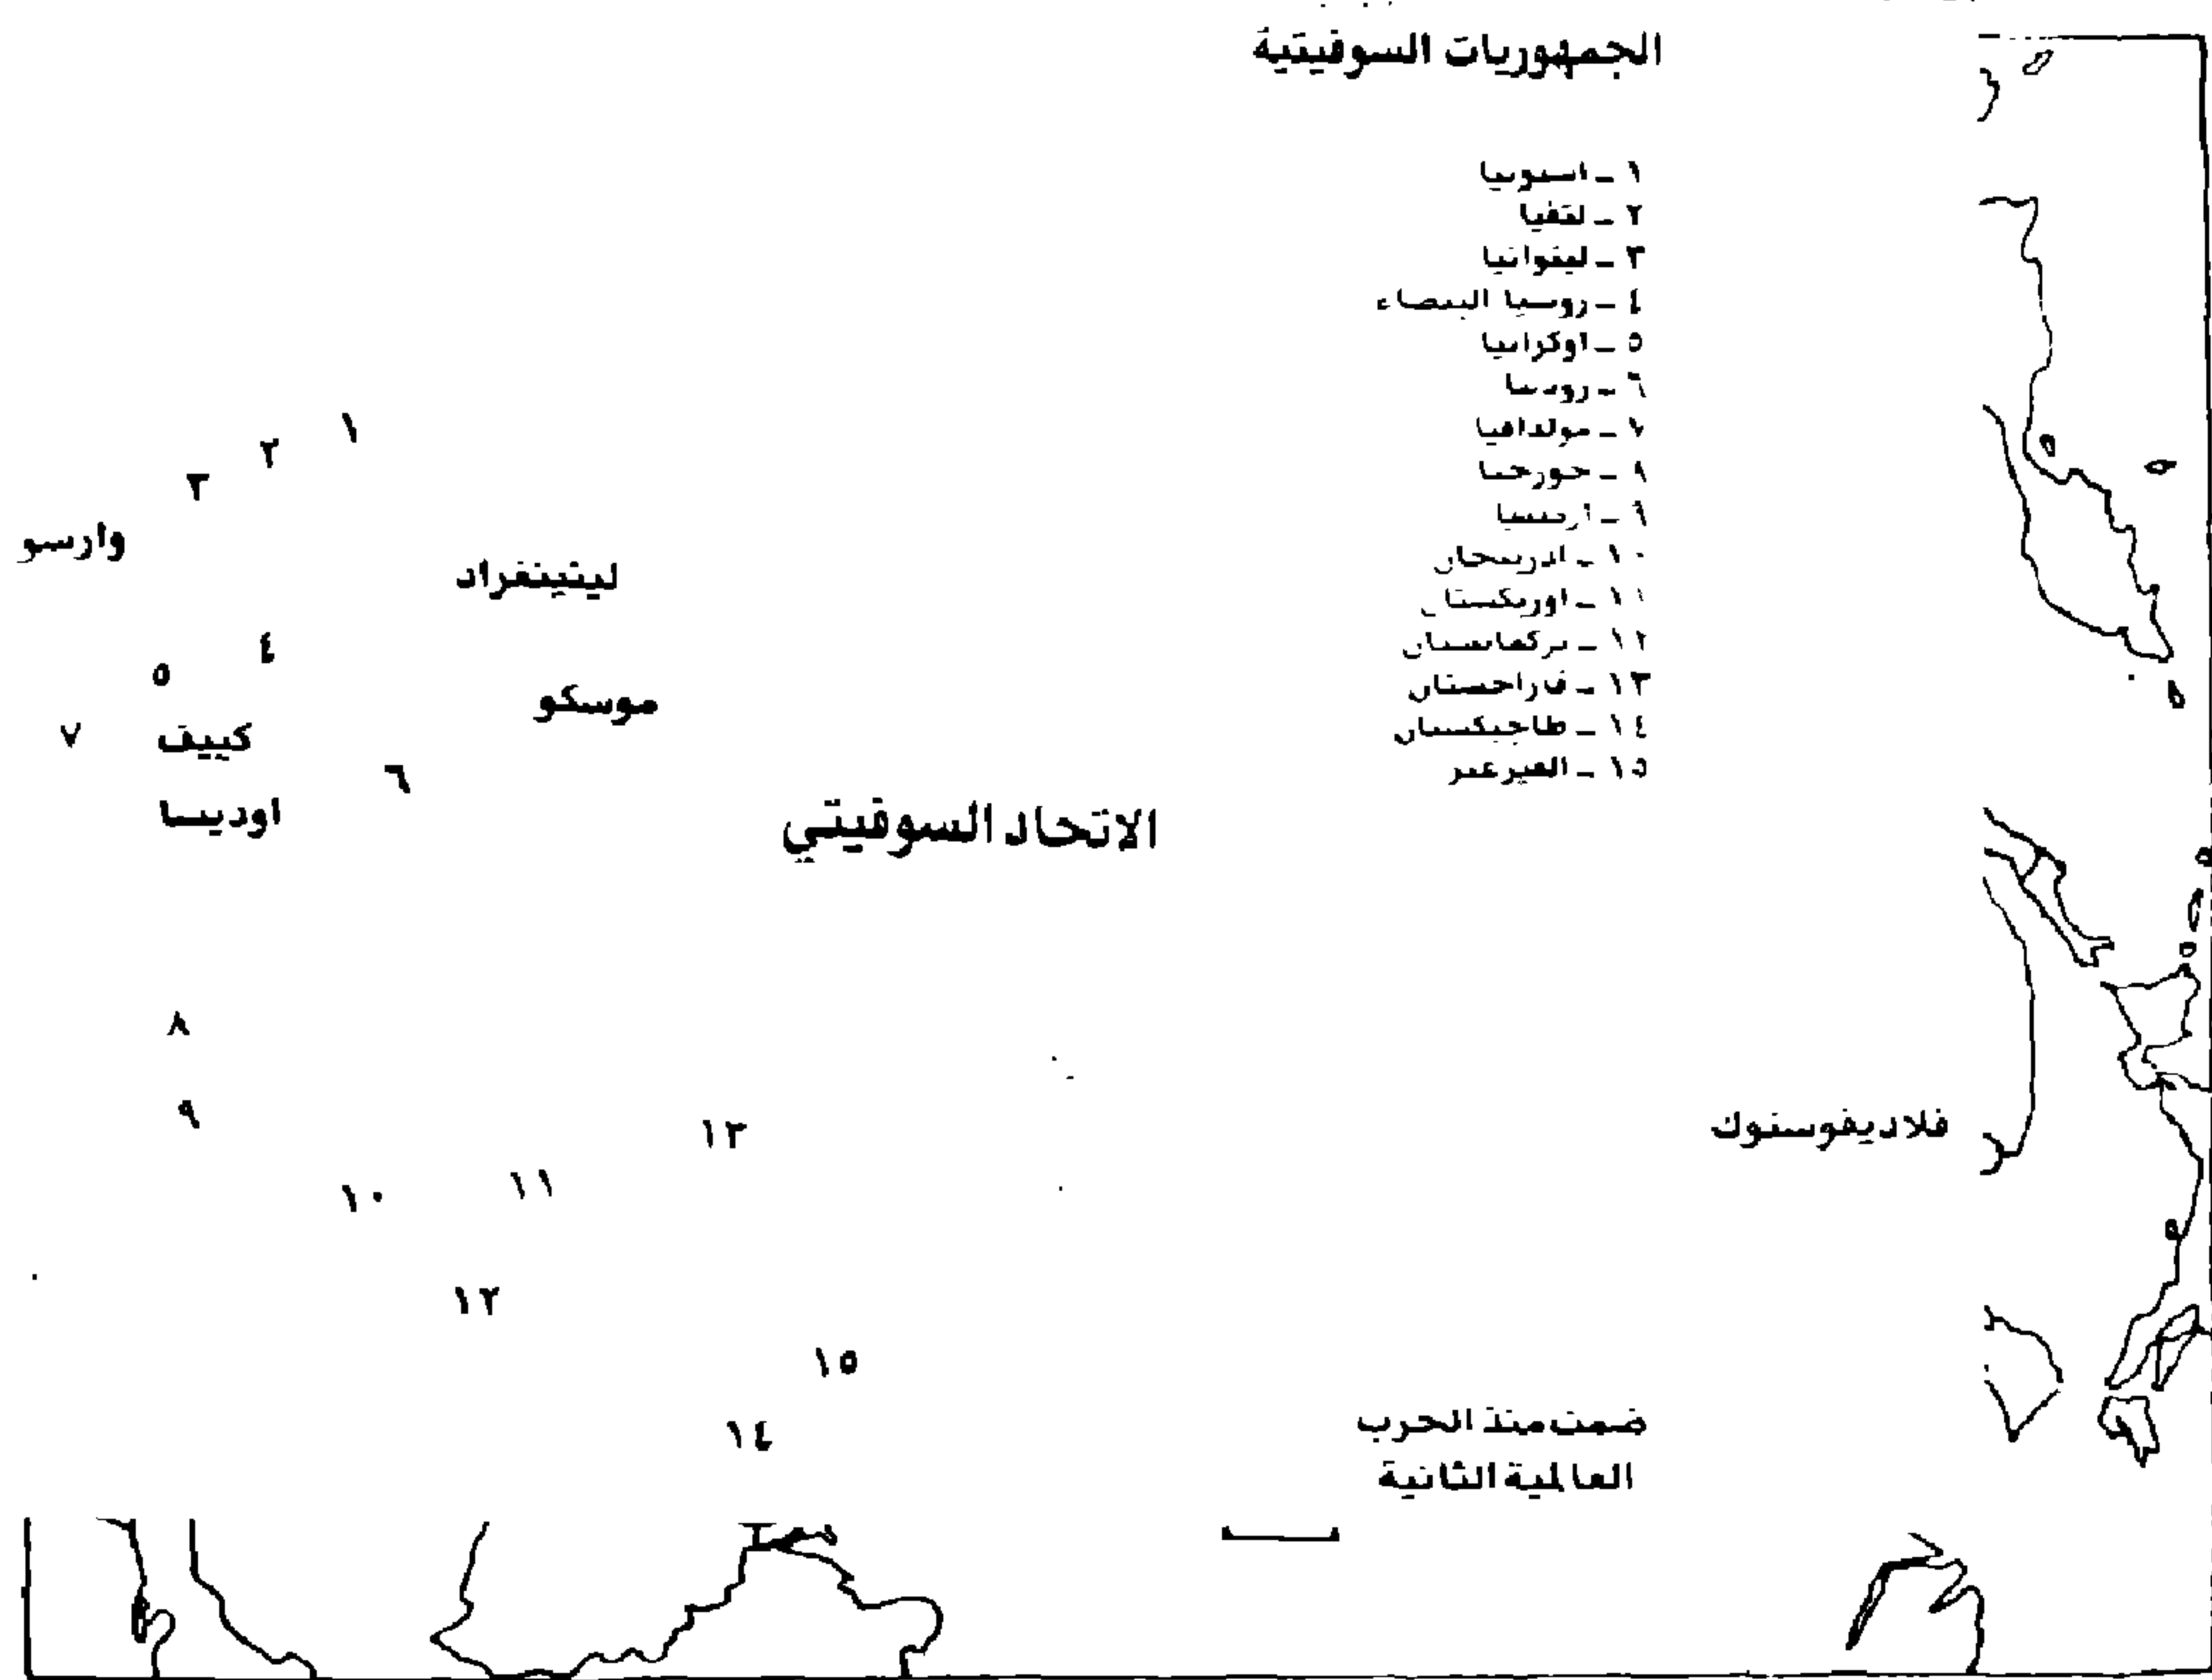 الجمهوريات السوفيتية
١ - استونيا
٢ - لتفيا
٣ - ليتوانيا
٤ - روسيا البيضاء
٥ - اوكرانيا
٦ - روسيا
٧ - مولدافيا
٨ - جورجيا
٩ - ارمينيا
١٠ - اذربيجان
١١ - اوزبكستان
١٢ - تركمانستان
١٣ - قازاخستان
١٤ - طاجيكستان
١٥ - القيرغيز
١
٢
٣
وارسو
لينينغراد
٤
٥
موسكو
٧
كييف
٦
اوديسا
الاتحاد السوفيتي
٨
٩
١٣
فلاديفوستوك
١٠
١١
١٢
١٥
١٤
ضمت منذ الحرب
العالمية الثانية